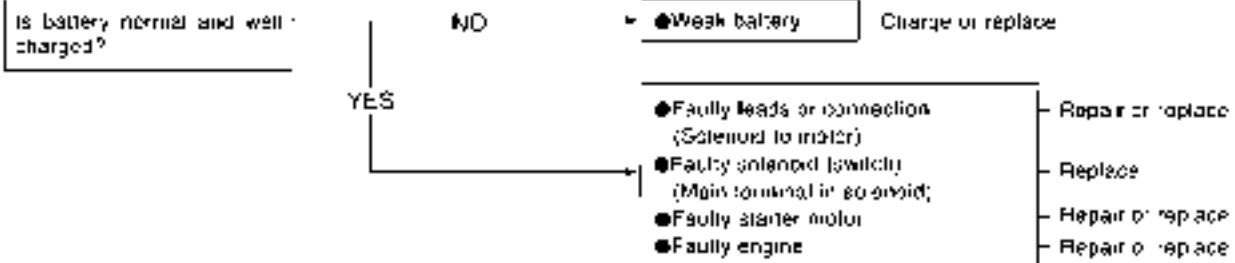 Is battery normal and well charged?
NO
●Weak battery
Charge or replace
YES
●Faulty leads or connection
(Solenoid to motor)
Repair or replace
●Faulty solenoid (switch)
(Main terminal in solenoid)
Replace
●Faulty starter motor
Repair or replace
●Faulty engine
Repair or replace